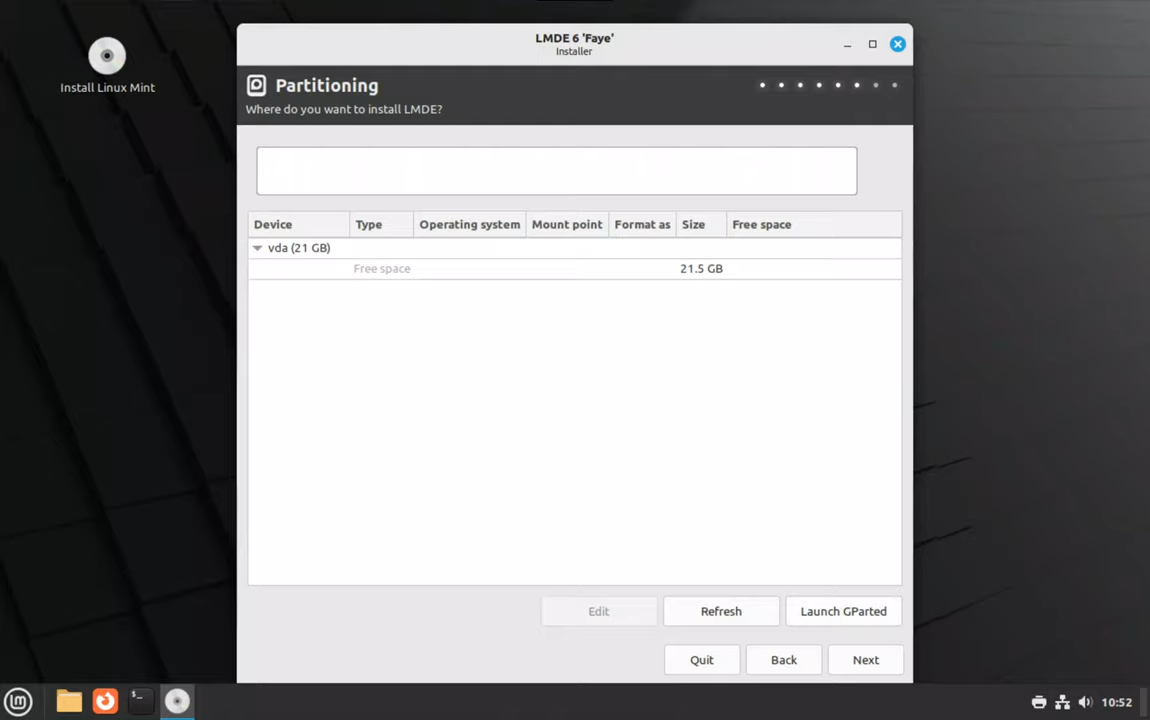 Install Linux Mint
LMDE 6 'Faye'
Installer
Partitioning
Where do you want to install LMDE?
Device Type Operating system Mount point Format as Size Free space
vda (21 GB)
Free space 21.5 GB
Edit Refresh Launch GParted
Quit Back Next
10:52